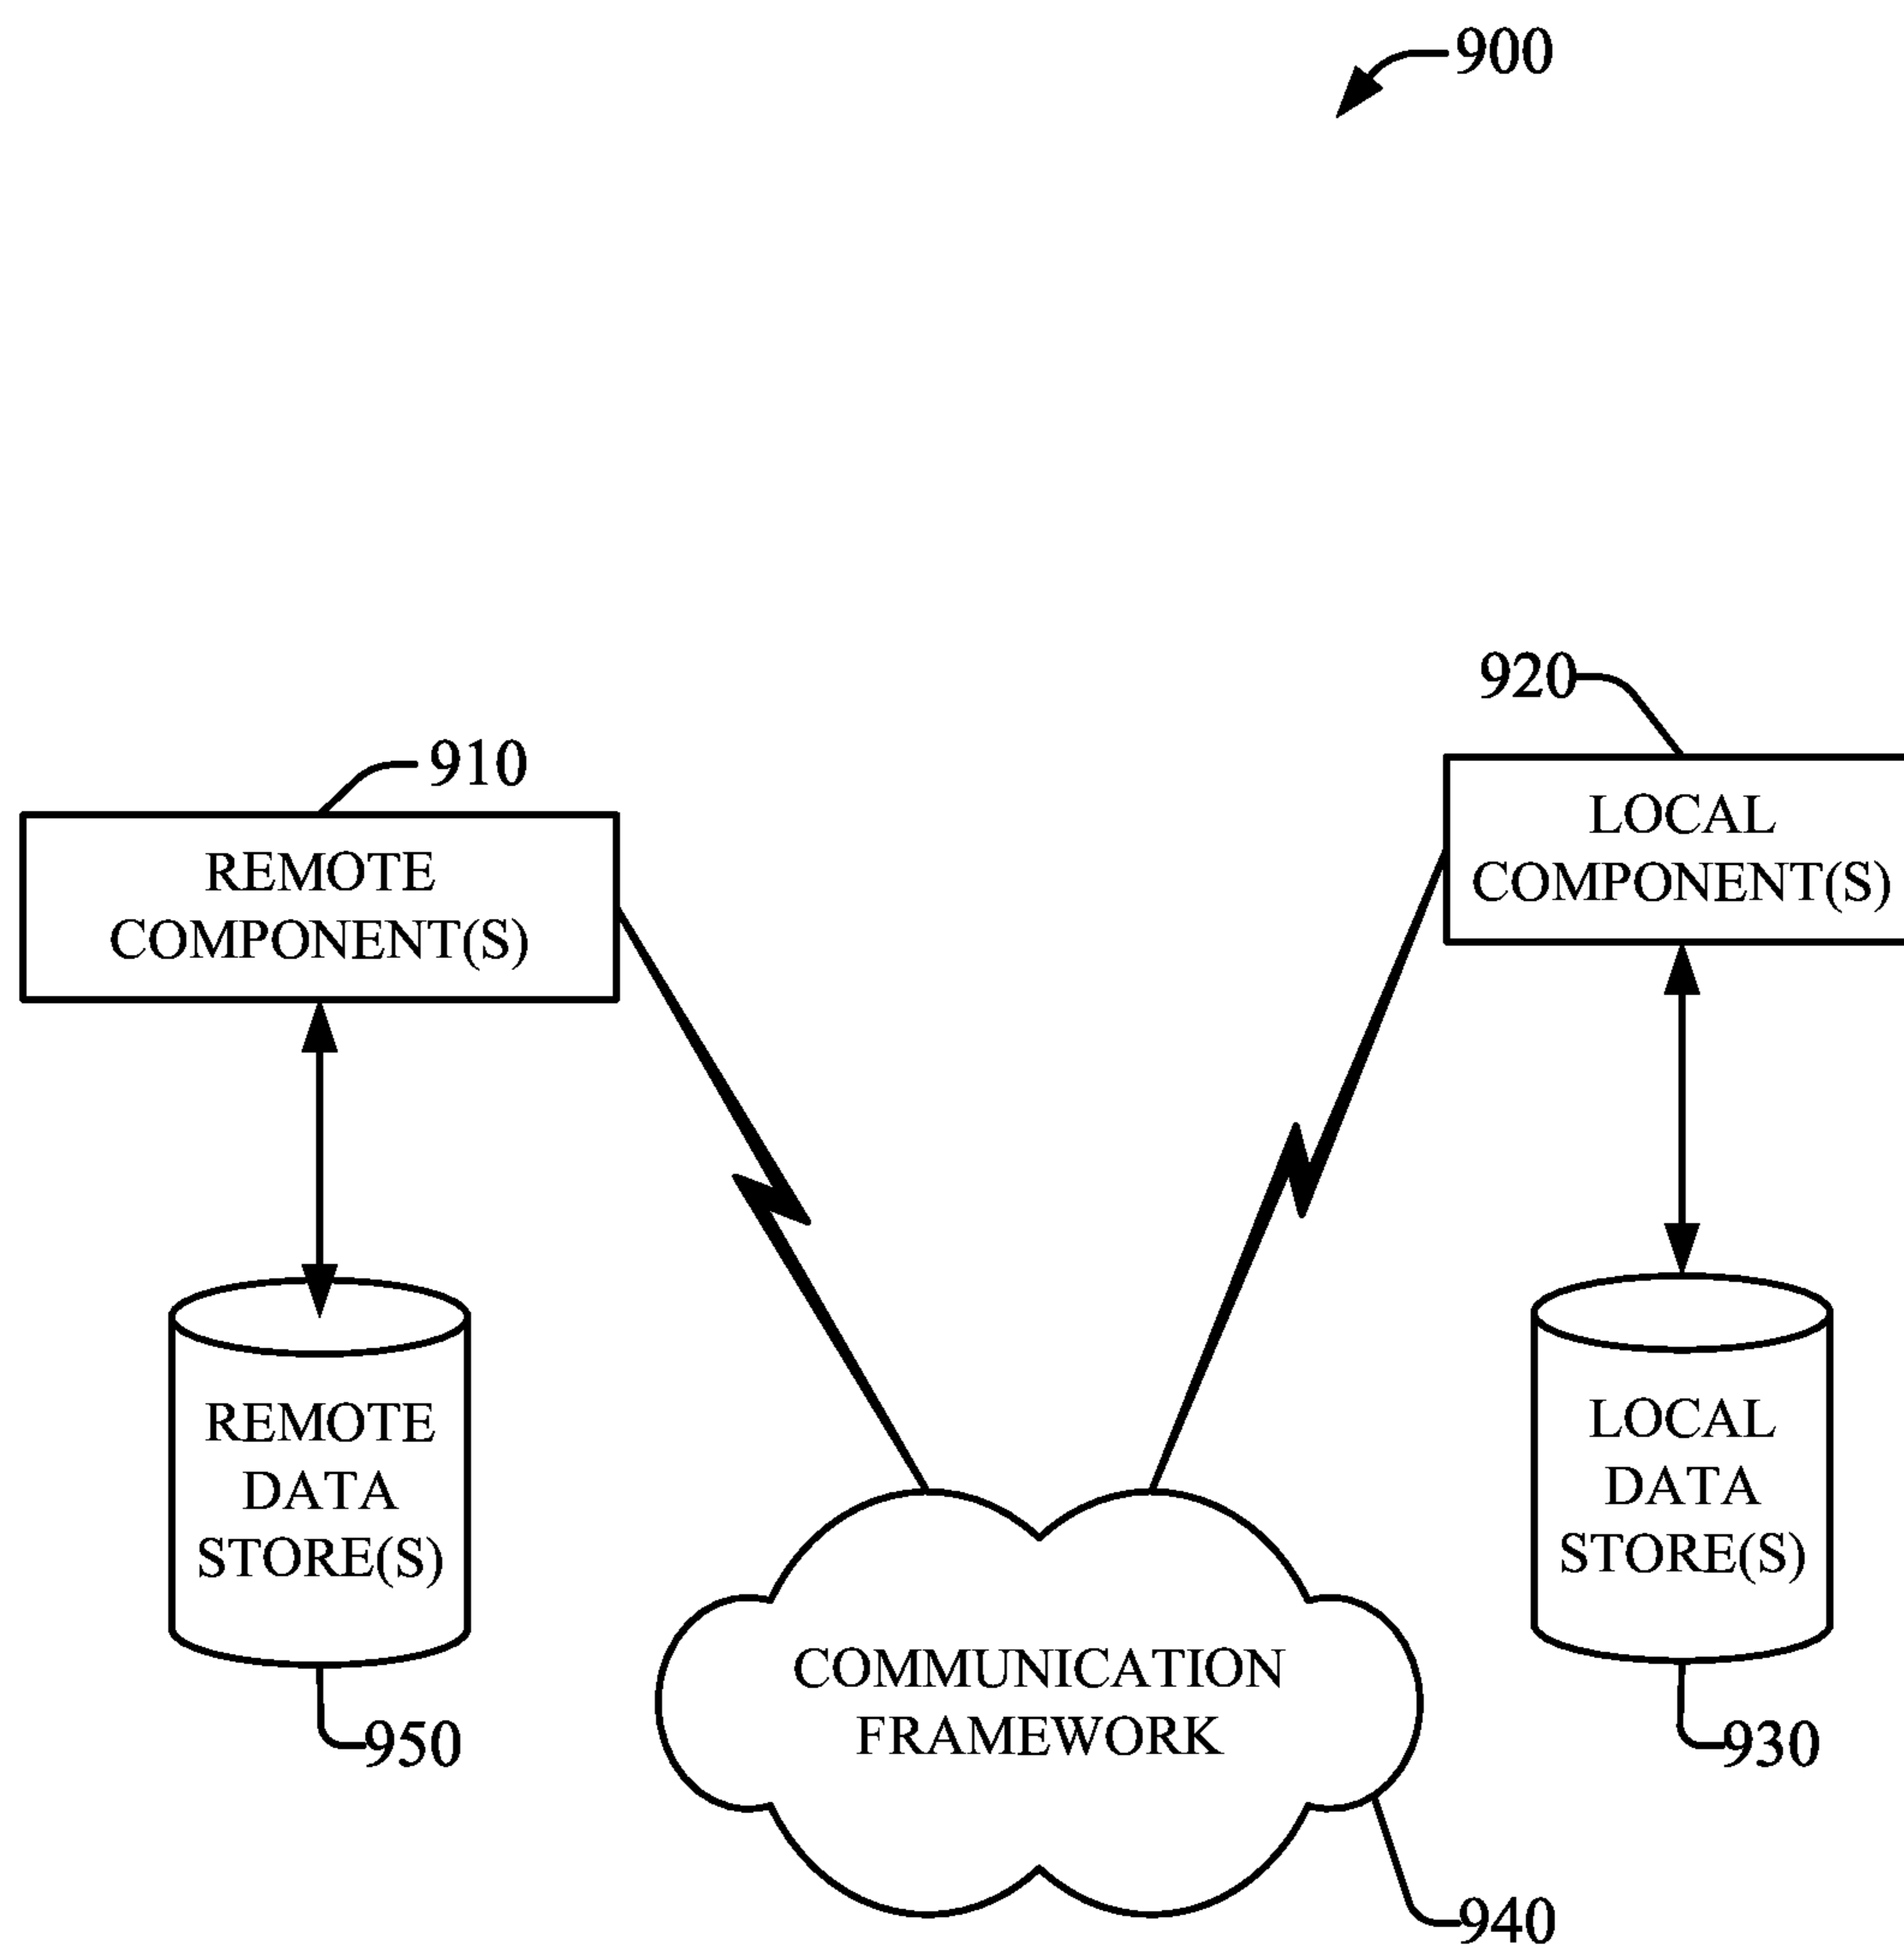 900
920
910
LOCAL
COMPONENT(S)
REMOTE
COMPONENT(S)
REMOTE
DATA
STORE(S)
LOCAL
DATA
STORE(S)
COMMUNICATION
FRAMEWORK
950
930
940